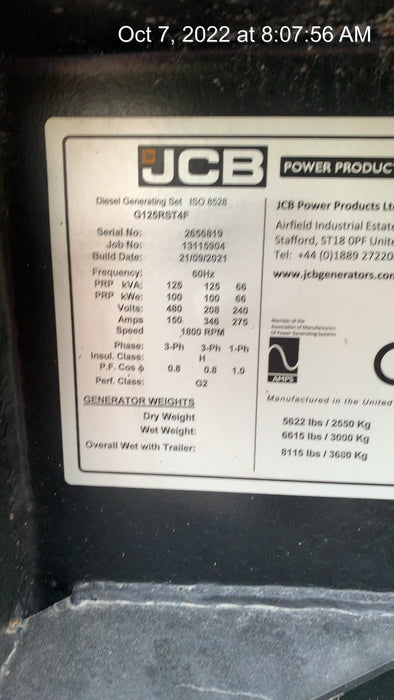 Oct 7, 2022 at 8:07:56 AM
JCB POWER PRODUC
Diesel Generating Set ISO 8528
G125RST4F
Serial No: 2656819
Job No: 13115904
Build Date: 21/09/2021
Frequency: 60Hz
PRP kVA: 125 125 66
PRP kWe: 100 100 66
Volts: 480 208 240
Amps 150 346 275
Speed 1800 RPM
Phase: 3-Ph 3-Ph 1-Ph
Insul. Class: H
P.F. Cos ϕ 0.8 0.8 1.0
Perf. Class: G2
GENERATOR WEIGHTS
Dry Weight 5622 lbs / 2550 Kg
Wet Weight: 6615 lbs / 3000 Kg
Overall Wet with Trailer: 8115 lbs / 3680 Kg
JCB Power Products Lt
Airfield Industrial Estate
Stafford, ST18 0PF Unite
Tel: +44 (0)1889 27220
www.jcbgenerators.co
Member of the
Association of Manufacturers
Of Power Generating Systems
AMPS
Manufactured in the United